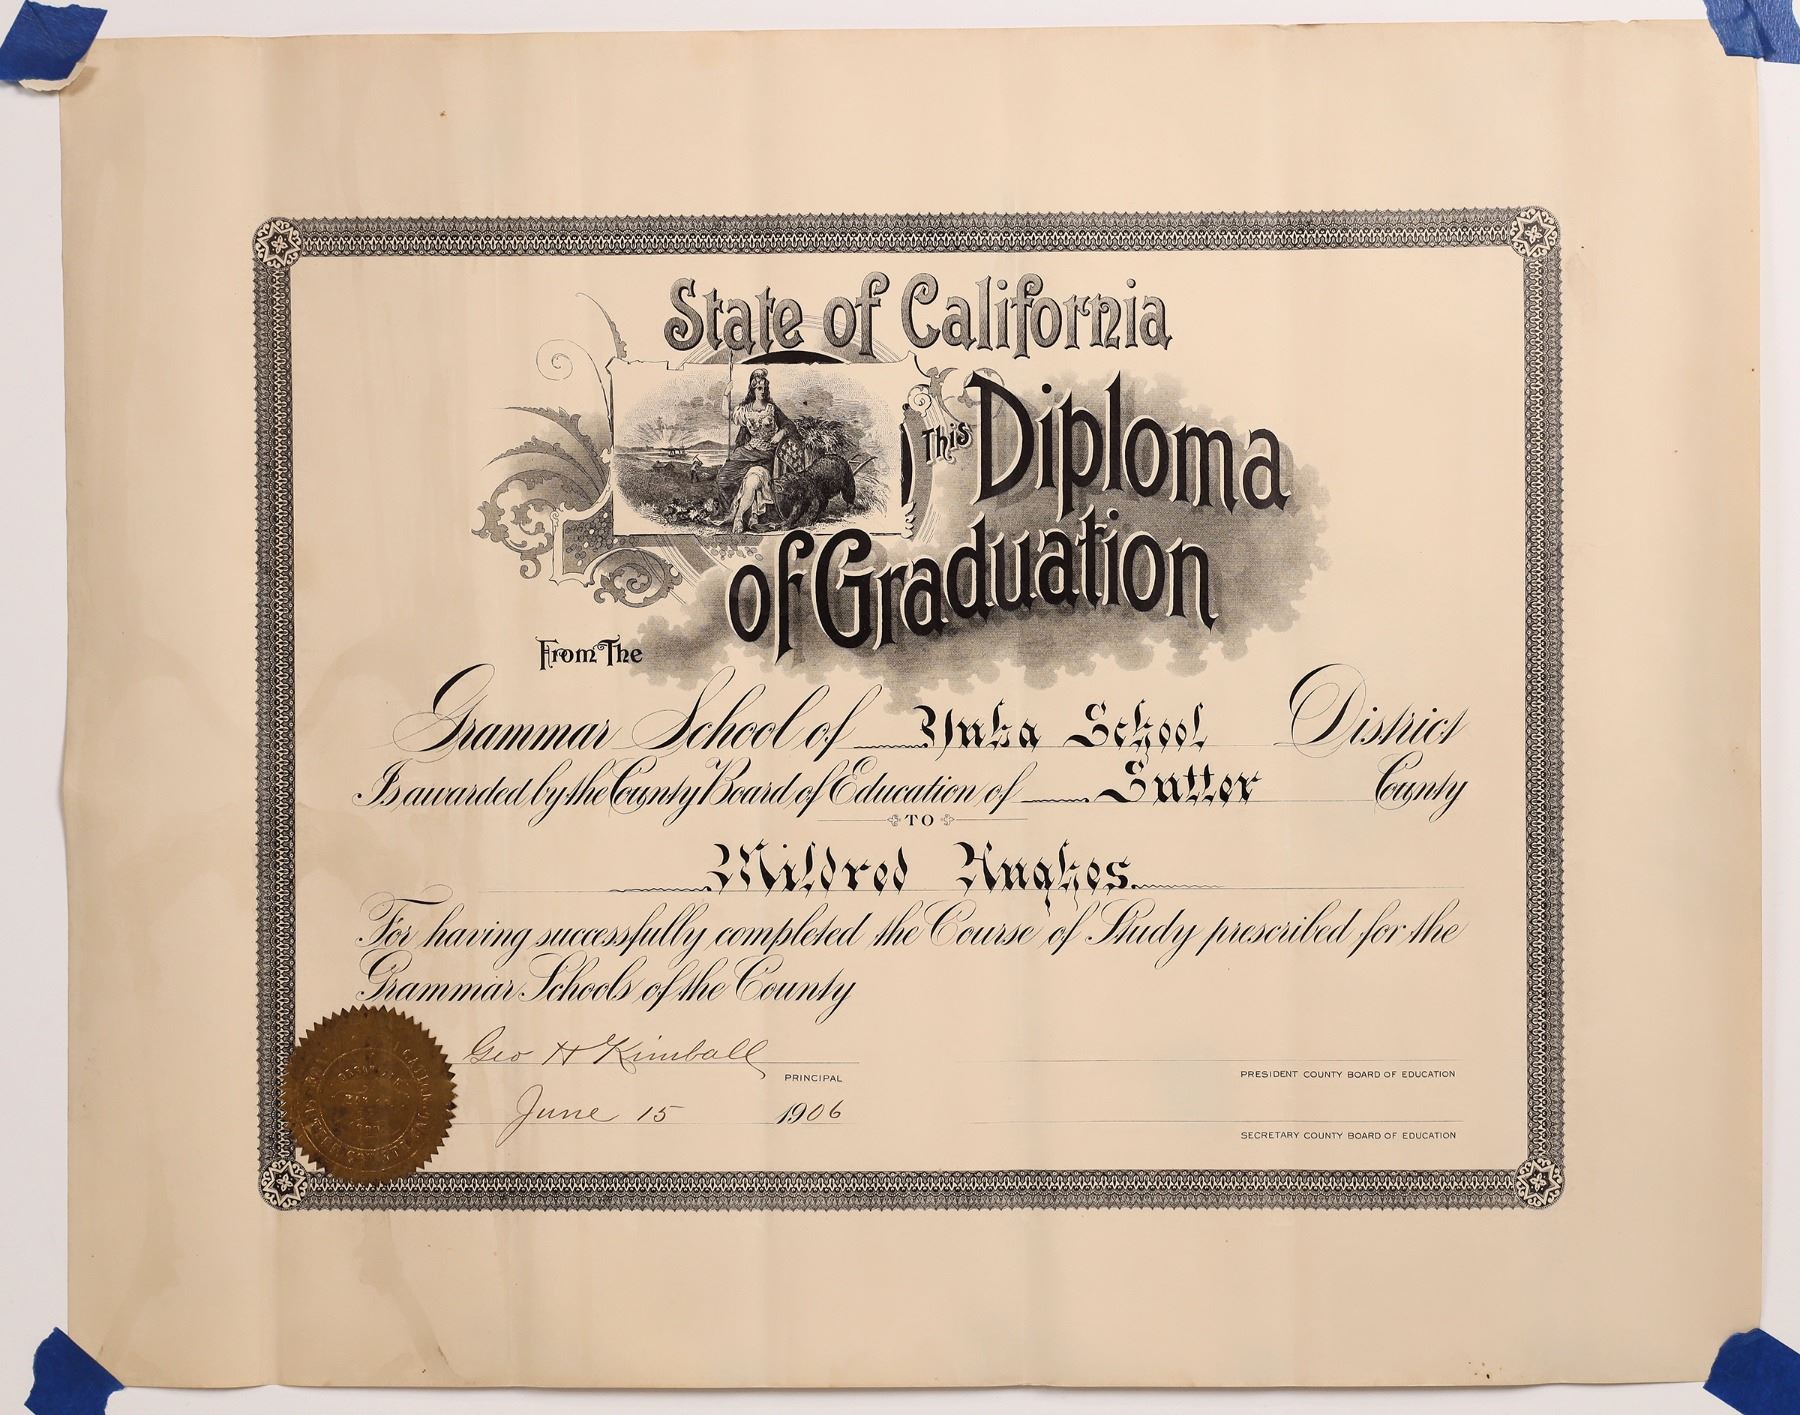 State of California
This Diploma
of Graduation
From The
Grammar School of Yuba School District
Is awarded by the County Board of Education of Sutter County
TO
Mildred Hughes.
For having successfully completed the Course of Study prescribed for the
Grammar Schools of the County
Geo H Kimball
PRINCIPAL
PRESIDENT COUNTY BOARD OF EDUCATION
June 15 1906
SECRETARY COUNTY BOARD OF EDUCATION